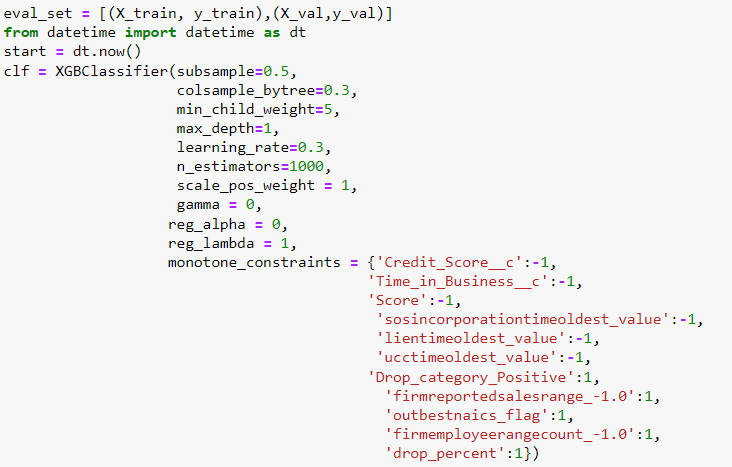 eval_set = [(X_train, y_train),(X_val,y_val)]
from datetime import datetime as dt
start = dt.now()
clf = XGBClassifier(subsample=0.5,
colsample_bytree=0.3,
min_child_weight=5,
max_depth=1,
learning_rate=0.3,
n_estimators=1000,
scale_pos_weight = 1,
gamma = 0,
reg_alpha = 0,
reg_lambda = 1,
monotone_constraints = {'Credit_Score__c':-1,
'Time_in_Business__c':-1,
'Score':-1,
'sosincorporationtimeoldest_value':-1,
'lientimeoldest_value':-1,
'ucctimeoldest_value':-1,
'Drop_category_Positive':1,
'firmreportedsalesrange_-1.0':1,
'outbestnaics_flag':1,
'firmemployeerangecount_-1.0':1,
'drop_percent':1})